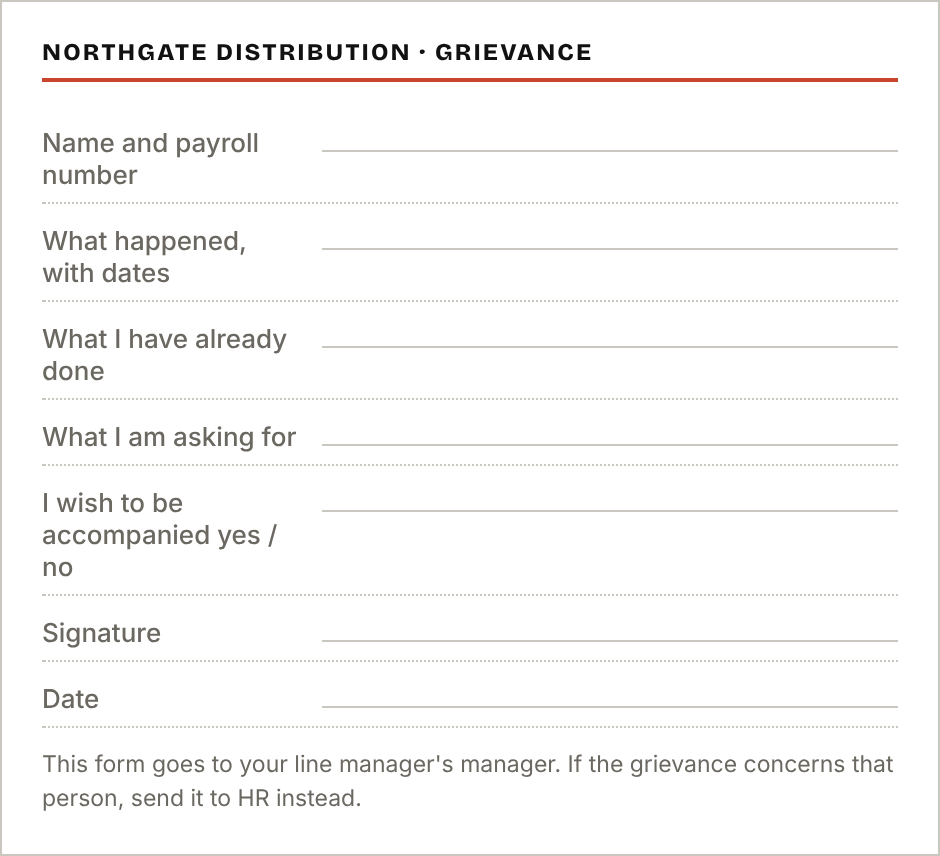 NORTHGATE DISTRIBUTION · GRIEVANCE
Name and payroll
number
What happened,
with dates
What I have already
done
What I am asking for
I wish to be
accompanied yes /
no
Signature
Date
This form goes to your line manager's manager. If the grievance concerns that
person, send it to HR instead.